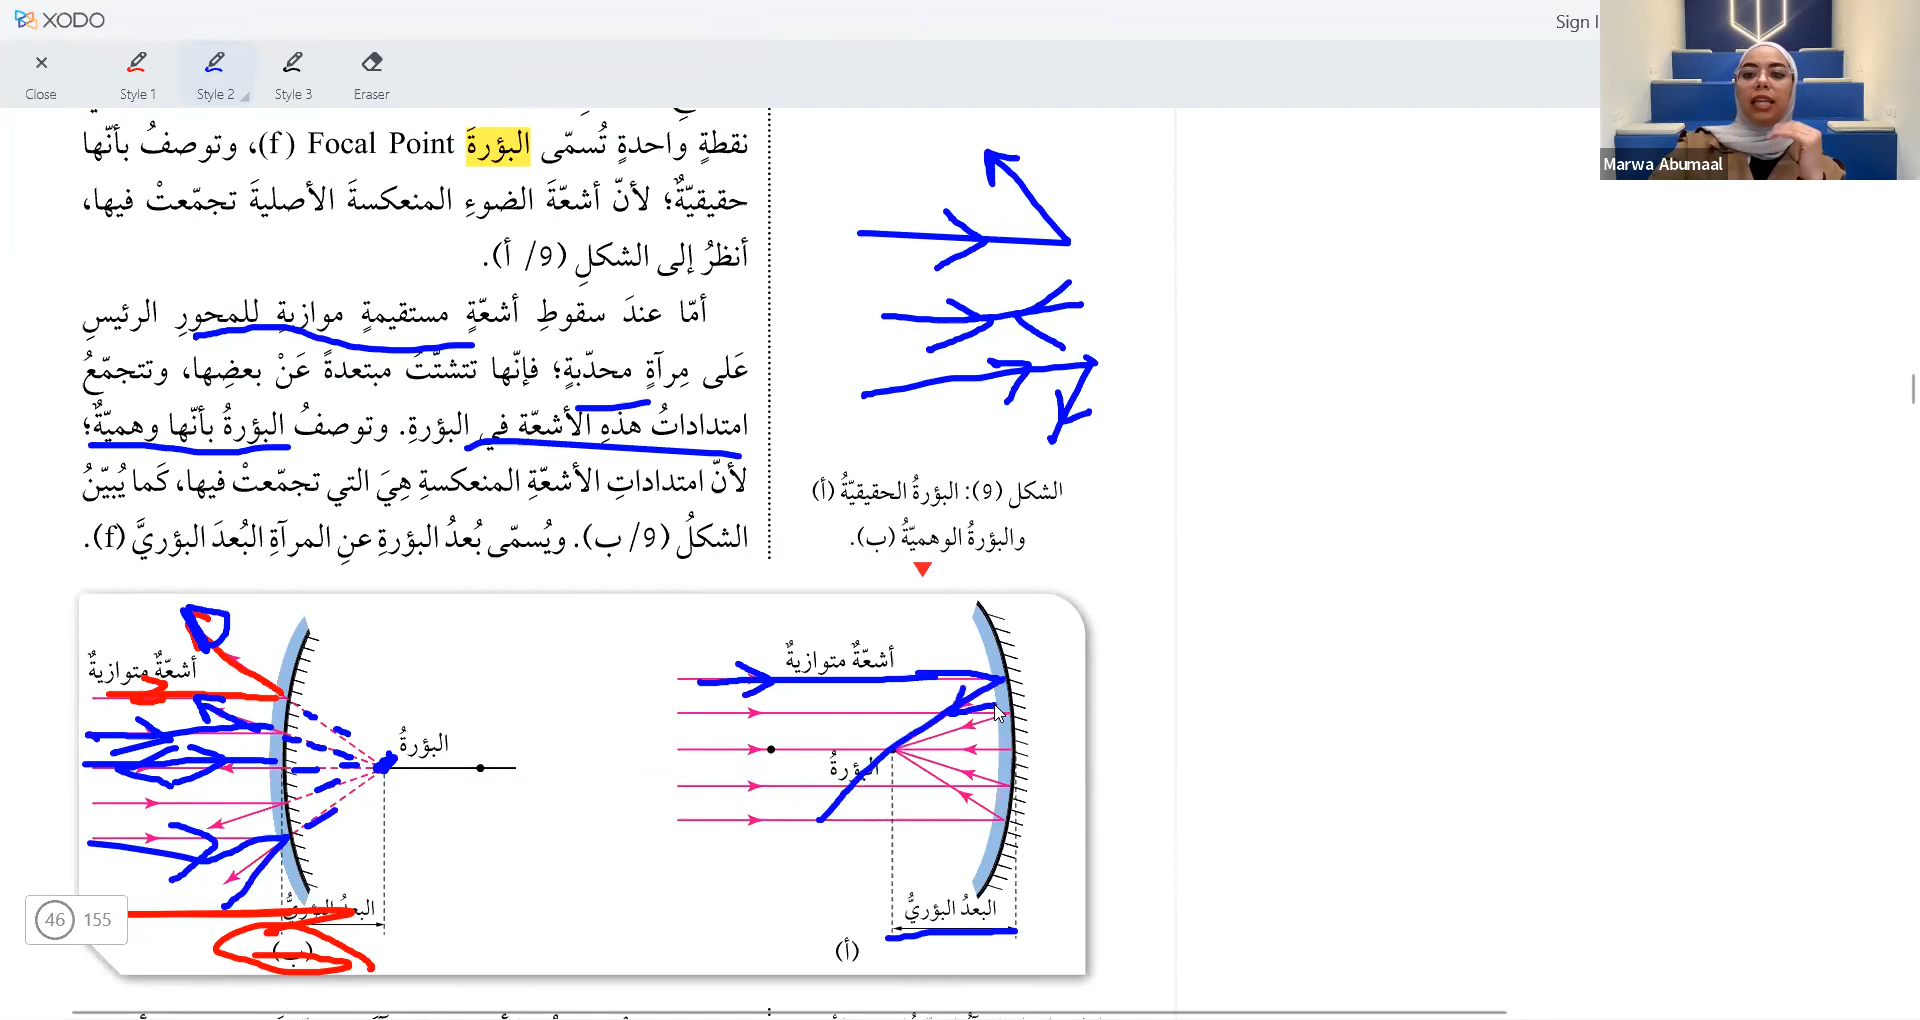 XODO
Sign I
Close
Style 1
Style 2
Style 3
Eraser
Marwa Abumaal
نقطةٍ واحدةٍ تُسمّى البؤرةَ Focal Point (f)، وتوصفُ بأنّها
حقيقيّةٌ؛ لأنّ أشعّةَ الضوءِ المنعكسةَ الأصليةَ تجمّعتْ فيها،
أنظرُ إلى الشكلِ (9/ أ).
أمّا عندَ سقوطِ أشعّةٍ مستقيمةٍ موازيةٍ للمحورِ الرئيسِ
عَلى مِرآةٍ محدّبةٍ؛ فإنّها تتشتّتُ مبتعدةً عَنْ بعضِها، وتتجمّعُ
امتداداتُ هذهِ الأشعّة في البؤرةِ. وتوصفُ البؤرةُ بأنّها وهميّةٌ؛
لأنّ امتداداتِ الأشعّةِ المنعكسةِ هِيَ التي تجمّعتْ فيها، كَما يُبيّنُ
الشكلُ (9/ ب). ويُسمّى بُعدُ البؤرةِ عنِ المرآةِ البُعدَ البؤريَّ (f).
الشكل (9): البؤرةُ الحقيقيّةُ (أ)
والبؤرةُ الوهميّةُ (ب).
أشعّةٌ متوازيةٌ
البؤرةُ
البعدُ البؤريُّ
(أ)
أشعّةٌ متوازيةٌ
البؤرةُ
البعدُ البؤريُّ
(ب)
46 155